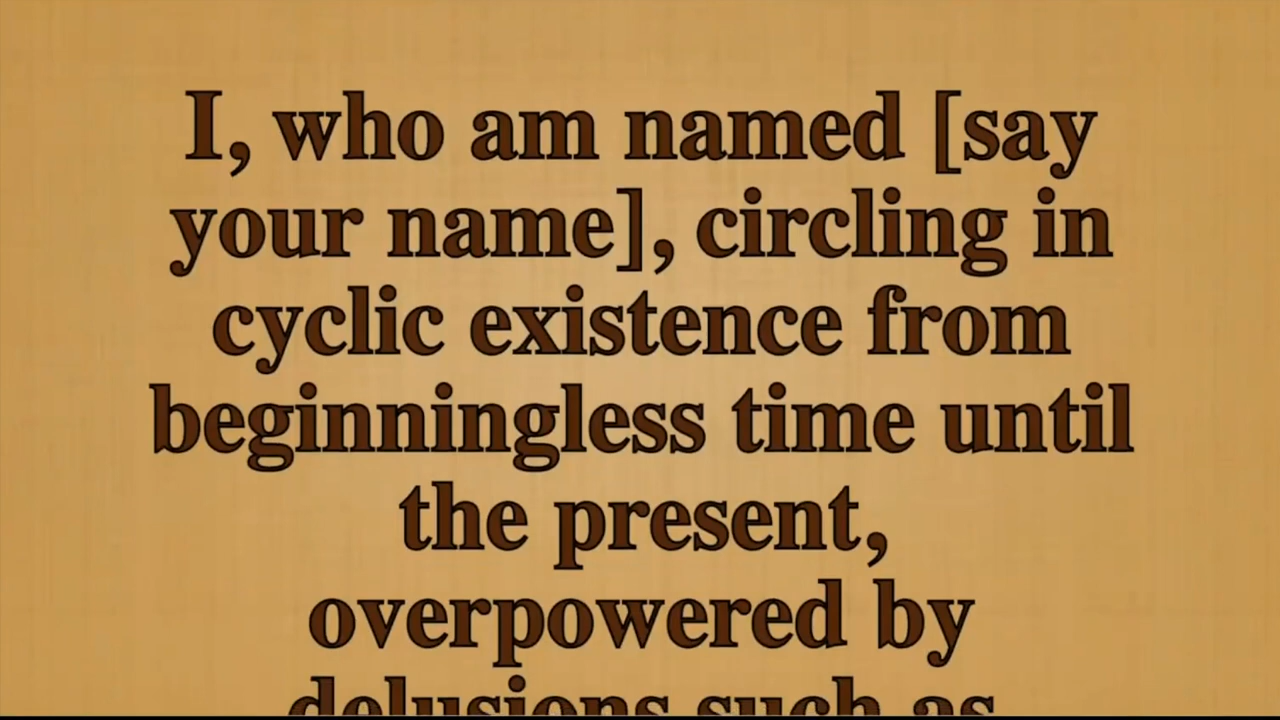 I, who am named [say
your name], circling in
cyclic existence from
beginningless time until
the present,
overpowered by
delusions such as